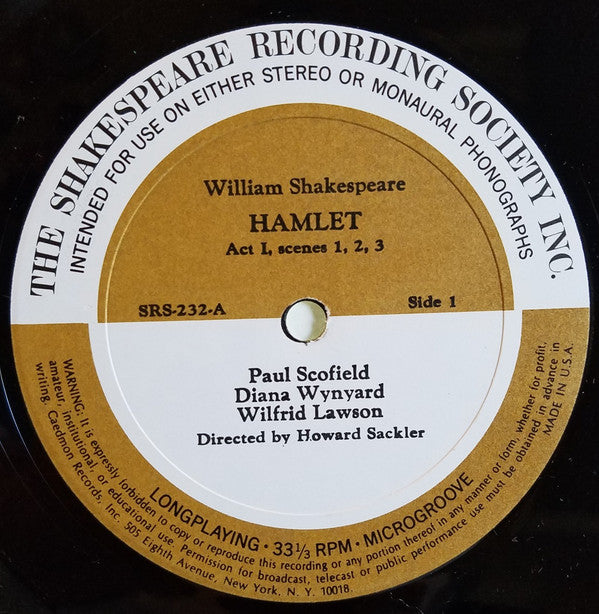 THE SHAKESPEARE RECORDING SOCIETY INC.
INTENDED FOR USE ON EITHER STEREO OR MONAURAL PHONOGRAPHS
William Shakespeare
HAMLET
Act I, scenes 1, 2, 3
SRS-232-A
Side 1
Paul Scofield
Diana Wynyard
Wilfrid Lawson
Directed by Howard Sackler
LONGPLAYING · 33⅓ RPM · MICROGROOVE
WARNING: It is expressly forbidden to copy or reproduce this recording or any portion thereof in any manner or form, whether for profit,
amateur, institutional, or educational use. Permission for broadcast, telecast or public performance use must be obtained in advance in
writing. Caedmon Records, Inc. 505 Eighth Avenue, New York, N. Y. 10018.
MADE IN U.S.A.